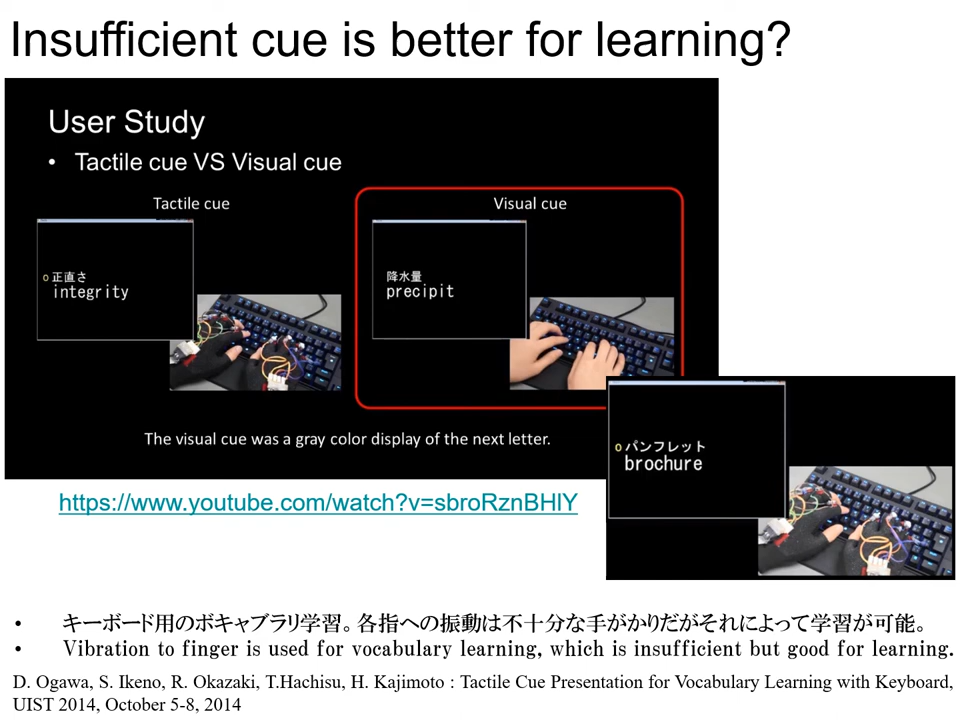 Insufficient cue is better for learning?
User Study
• Tactile cue VS Visual cue
Tactile cue
Visual cue
o 正直さ
integrity
降水量
precipit
The visual cue was a gray color display of the next letter.
o パンフレット
brochure
https://www.youtube.com/watch?v=sbroRznBHlY
• キーボード用のボキャブラリ学習。各指への振動は不十分な手がかりだがそれによって学習が可能。
• Vibration to finger is used for vocabulary learning, which is insufficient but good for learning.
D. Ogawa, S. Ikeno, R. Okazaki, T.Hachisu, H. Kajimoto : Tactile Cue Presentation for Vocabulary Learning with Keyboard,
UIST 2014, October 5-8, 2014